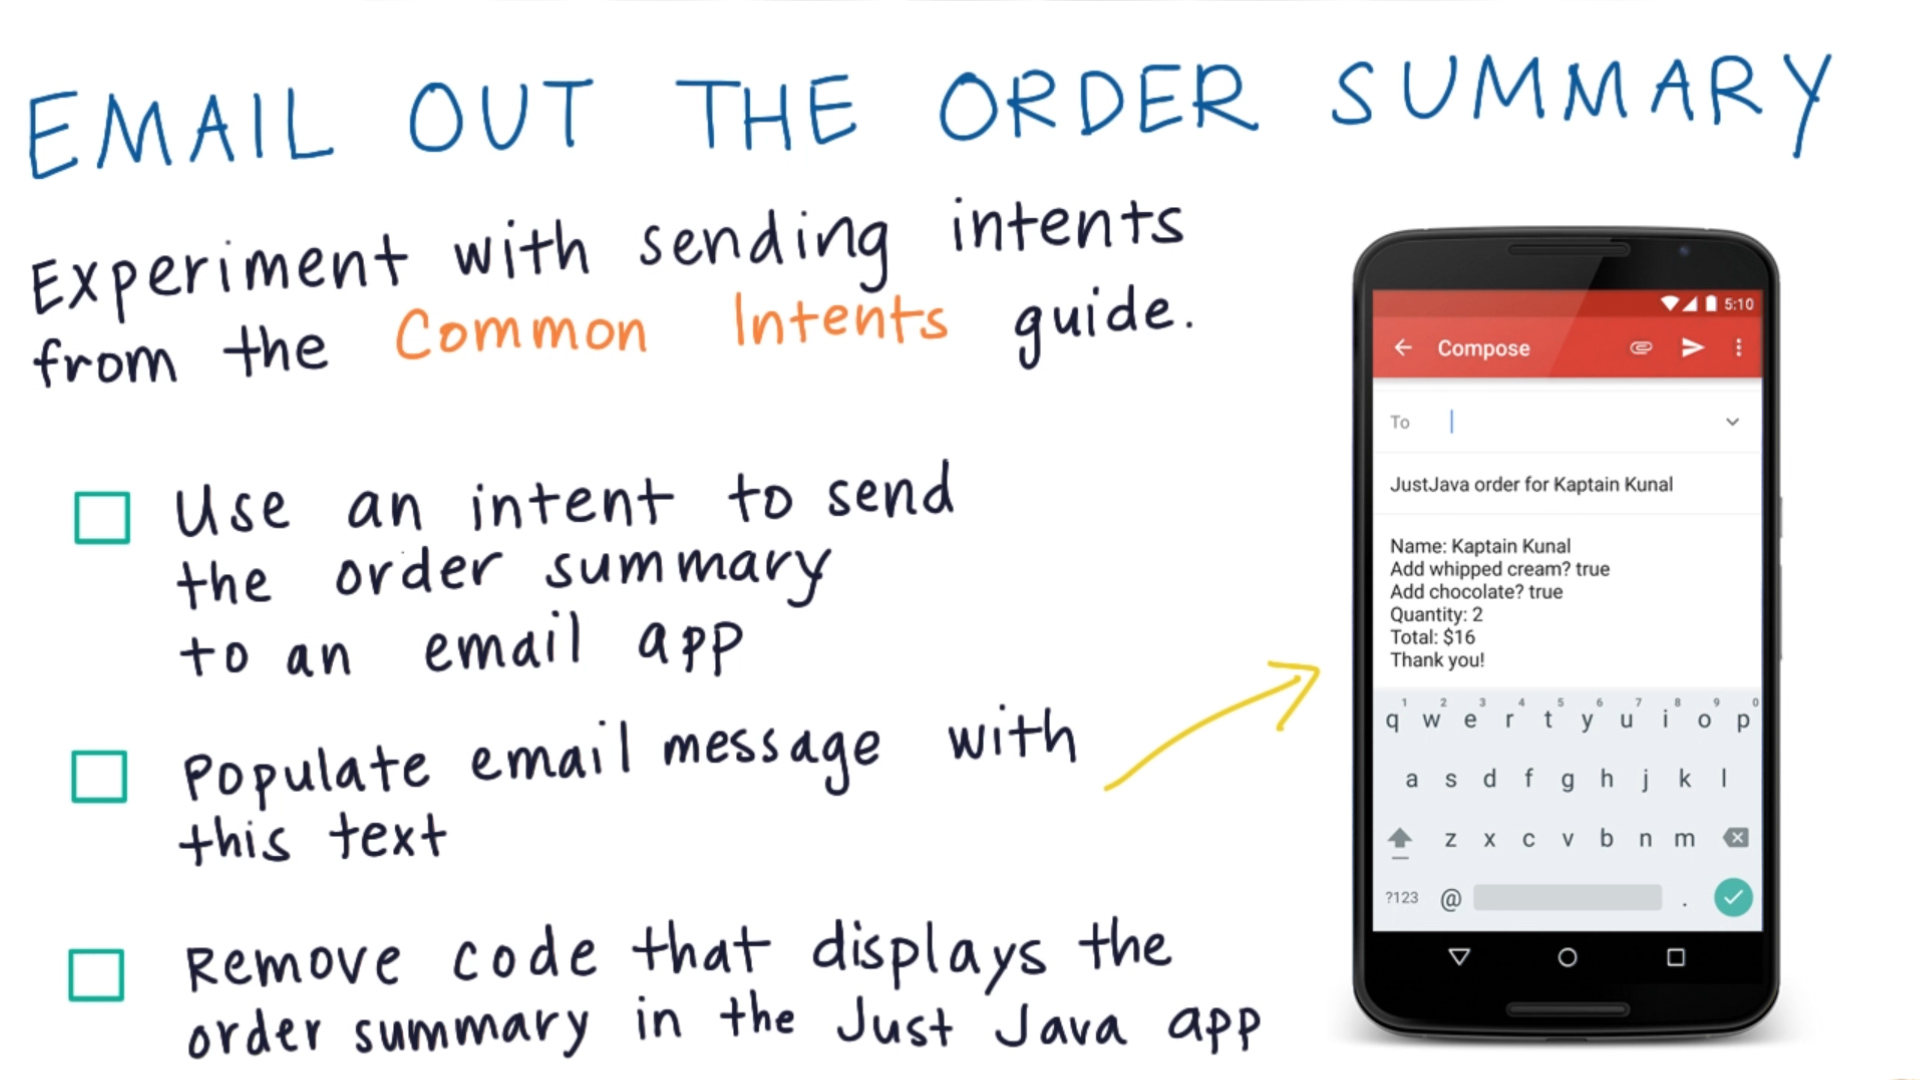 EMAIL OUT THE ORDER SUMMARY
Experiment with sending intents
from the Common Intents guide.
Use an intent to send
the order summary
to an email app
Populate email message with
this text
Remove code that displays the
order summary in the Just Java app
5:10
Compose
To
JustJava order for Kaptain Kunal
Name: Kaptain Kunal
Add whipped cream? true
Add chocolate? true
Quantity: 2
Total: $16
Thank you!
1 2 3 4 5 6 7 8 9 0
q w e r t y u i o p
a s d f g h j k l
z x c v b n m
?123 @ .